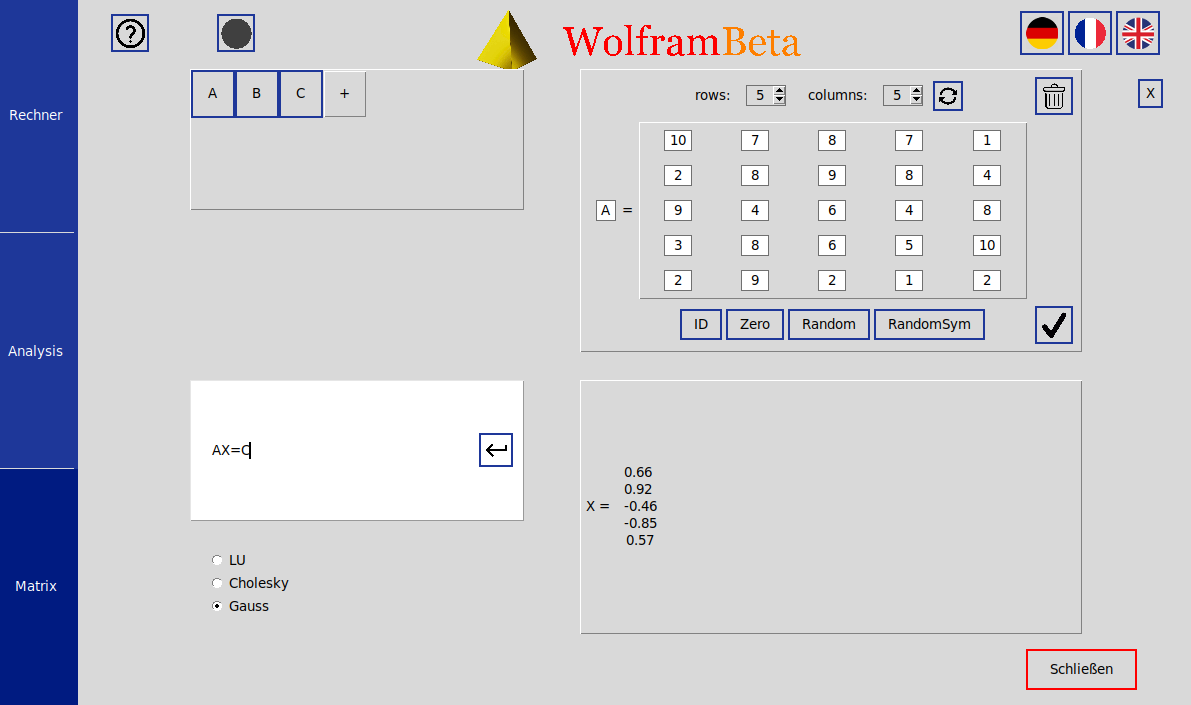 ?
WolframBeta
Rechner
Analysis
Matrix
A B C +
rows: 5 columns: 5
X
10 7 8 7 1
2 8 9 8 4
A = 9 4 6 4 8
3 8 6 5 10
2 9 2 1 2
ID Zero Random RandomSym
AX=C
LU
Cholesky
Gauss
0.66
0.92
X = -0.46
-0.85
0.57
Schließen